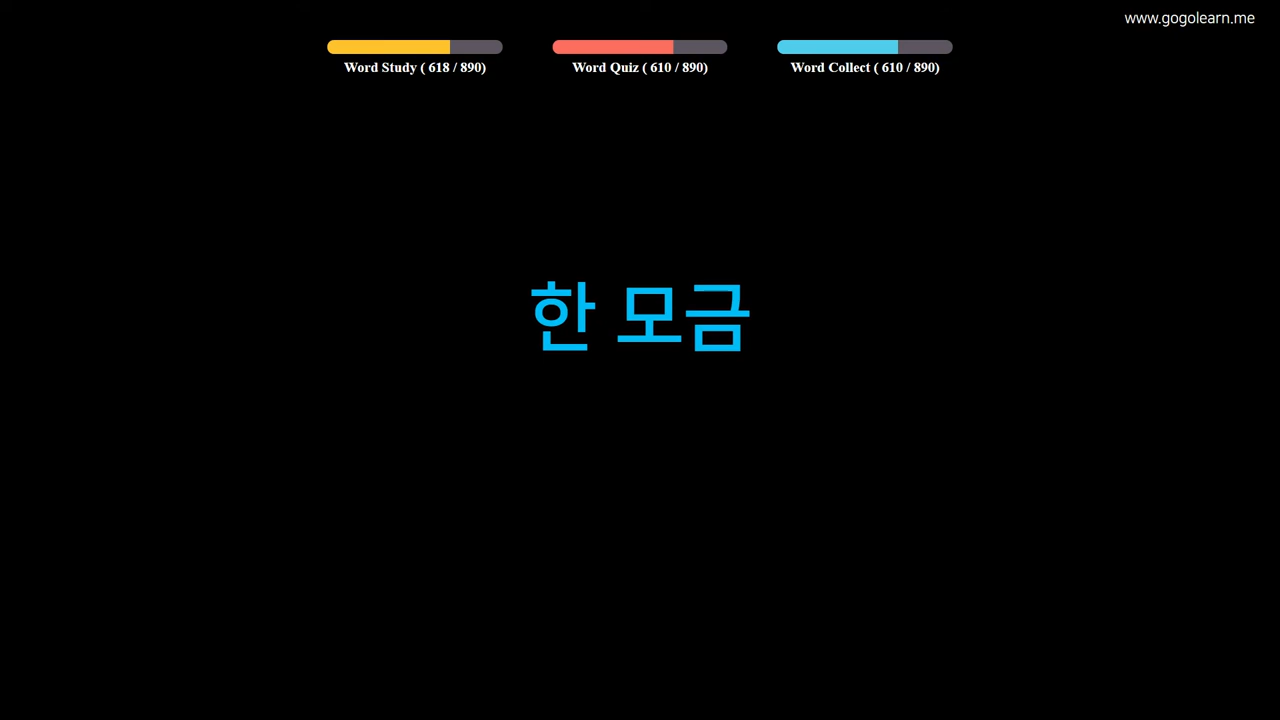 www.gogolearn.me
Word Study ( 618 / 890)
Word Quiz ( 610 / 890)
Word Collect ( 610 / 890)
한 모금